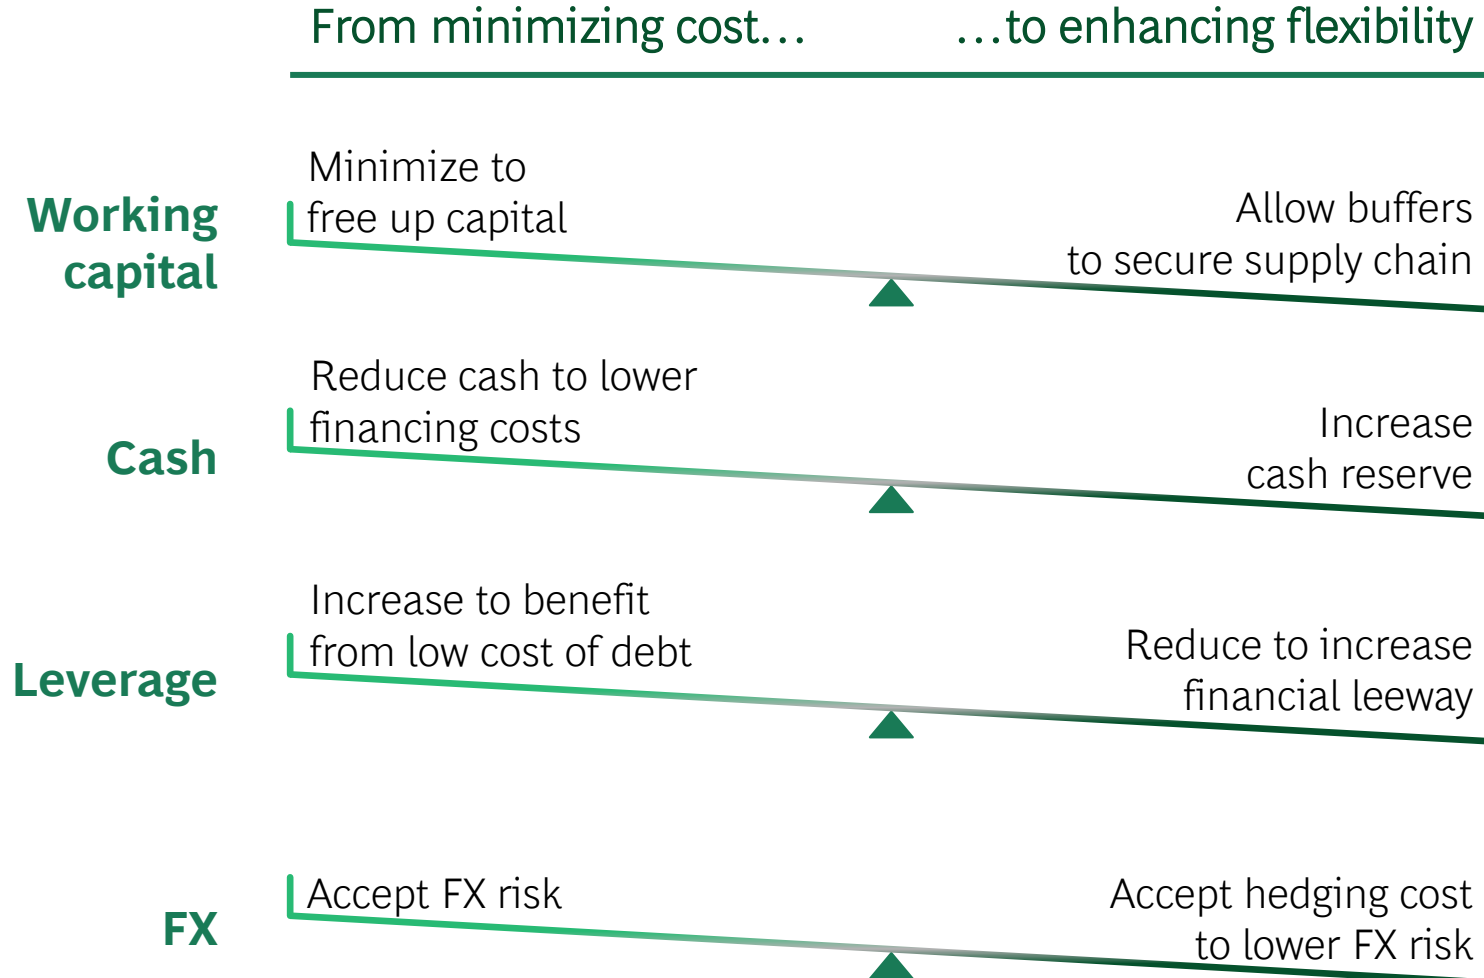 From minimizing cost… …to enhancing flexibility
Working
capital
Minimize to
free up capital
Allow buffers
to secure supply chain
Cash
Reduce cash to lower
financing costs
Increase
cash reserve
Leverage
Increase to benefit
from low cost of debt
Reduce to increase
financial leeway
FX
Accept FX risk
Accept hedging cost
to lower FX risk